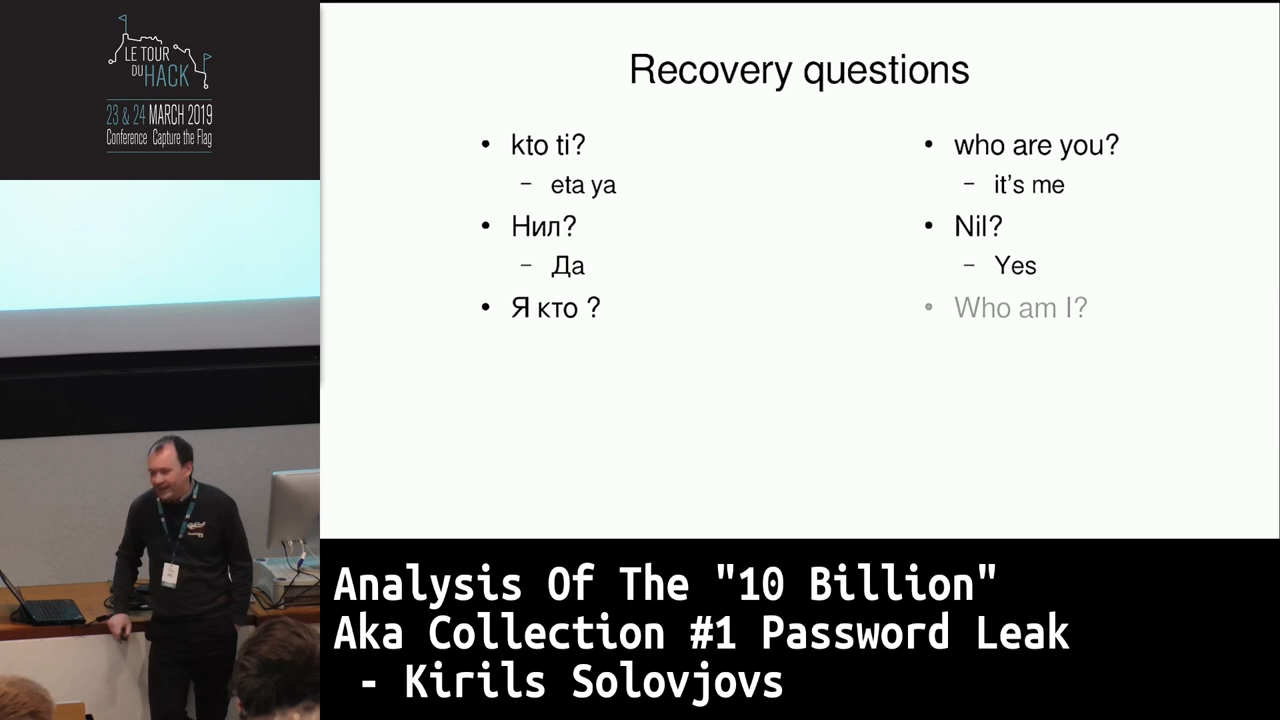 LE TOUR
DU HACK
23 & 24 MARCH 2019
Conference Capture the Flag
Recovery questions
• kto ti?
– eta ya
• Нил?
– Да
• Я кто ?
• who are you?
– it's me
• Nil?
– Yes
• Who am I?
Analysis Of The "10 Billion"
Aka Collection #1 Password Leak
- Kirils Solovjovs